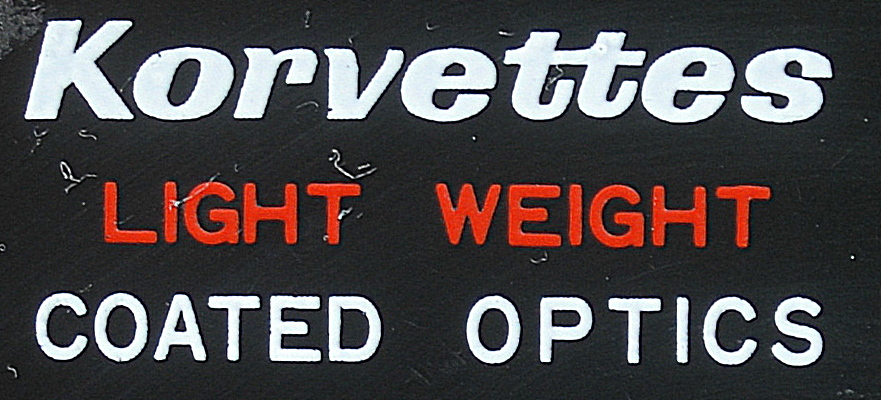 Korvettes
LIGHT WEIGHT
COATED OPTICS